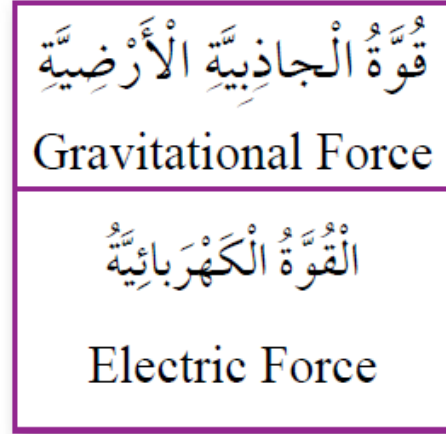 قُوَّةُ الْجاذِبِيَّةِ الْأَرْضِيَّةِ
Gravitational Force
الْقُوَّةُ الْكَهْرَبائِيَّةُ
Electric Force